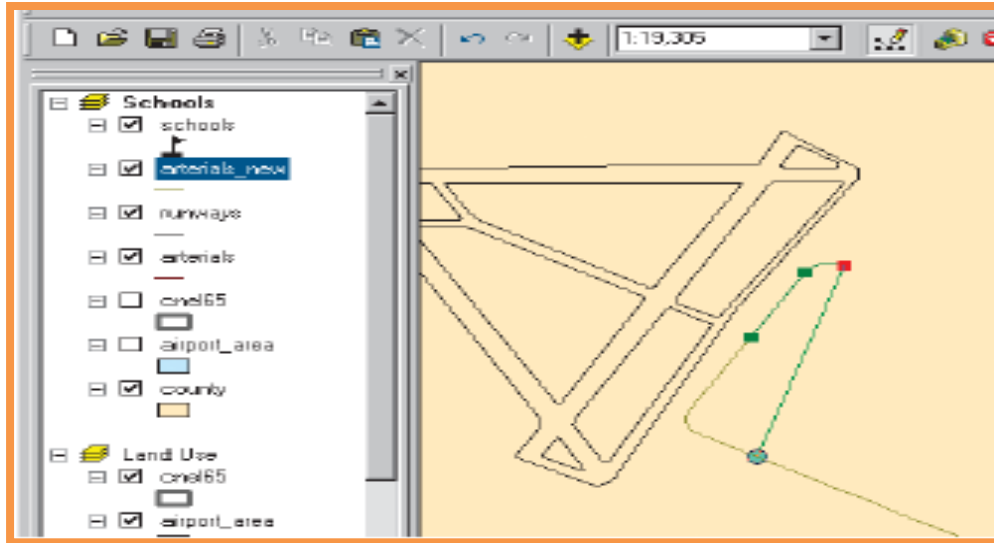 1:19,305
Schools
schools
arterials_new
runways
arterials
cnel65
airport_area
county
Land Use
cnel65
airport_area